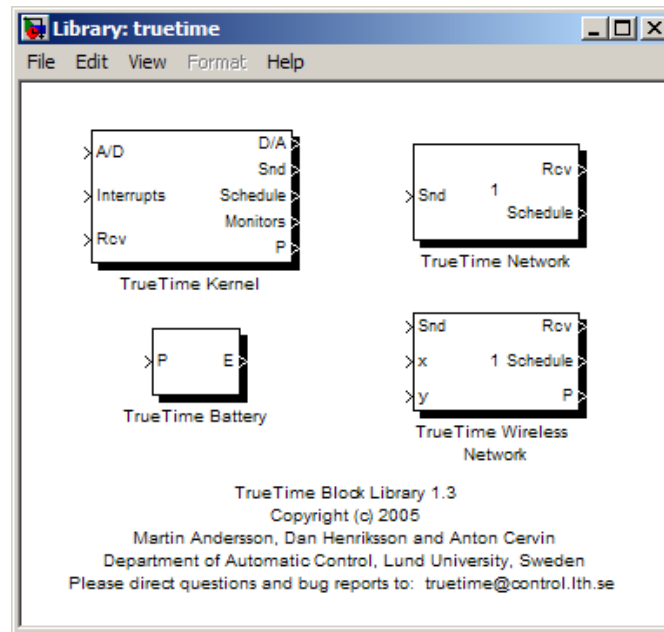 Library: truetime
File Edit View Format Help
A/D
Interrupts
Rcv
D/A
Snd
Schedule
Monitors
P
TrueTime Kernel
Snd
1
Rcv
Schedule
TrueTime Network
P
E
TrueTime Battery
Snd
x
y
1
Rcv
Schedule
P
TrueTime Wireless
Network
TrueTime Block Library 1.3
Copyright (c) 2005
Martin Andersson, Dan Henriksson and Anton Cervin
Department of Automatic Control, Lund University, Sweden
Please direct questions and bug reports to: truetime@control.lth.se